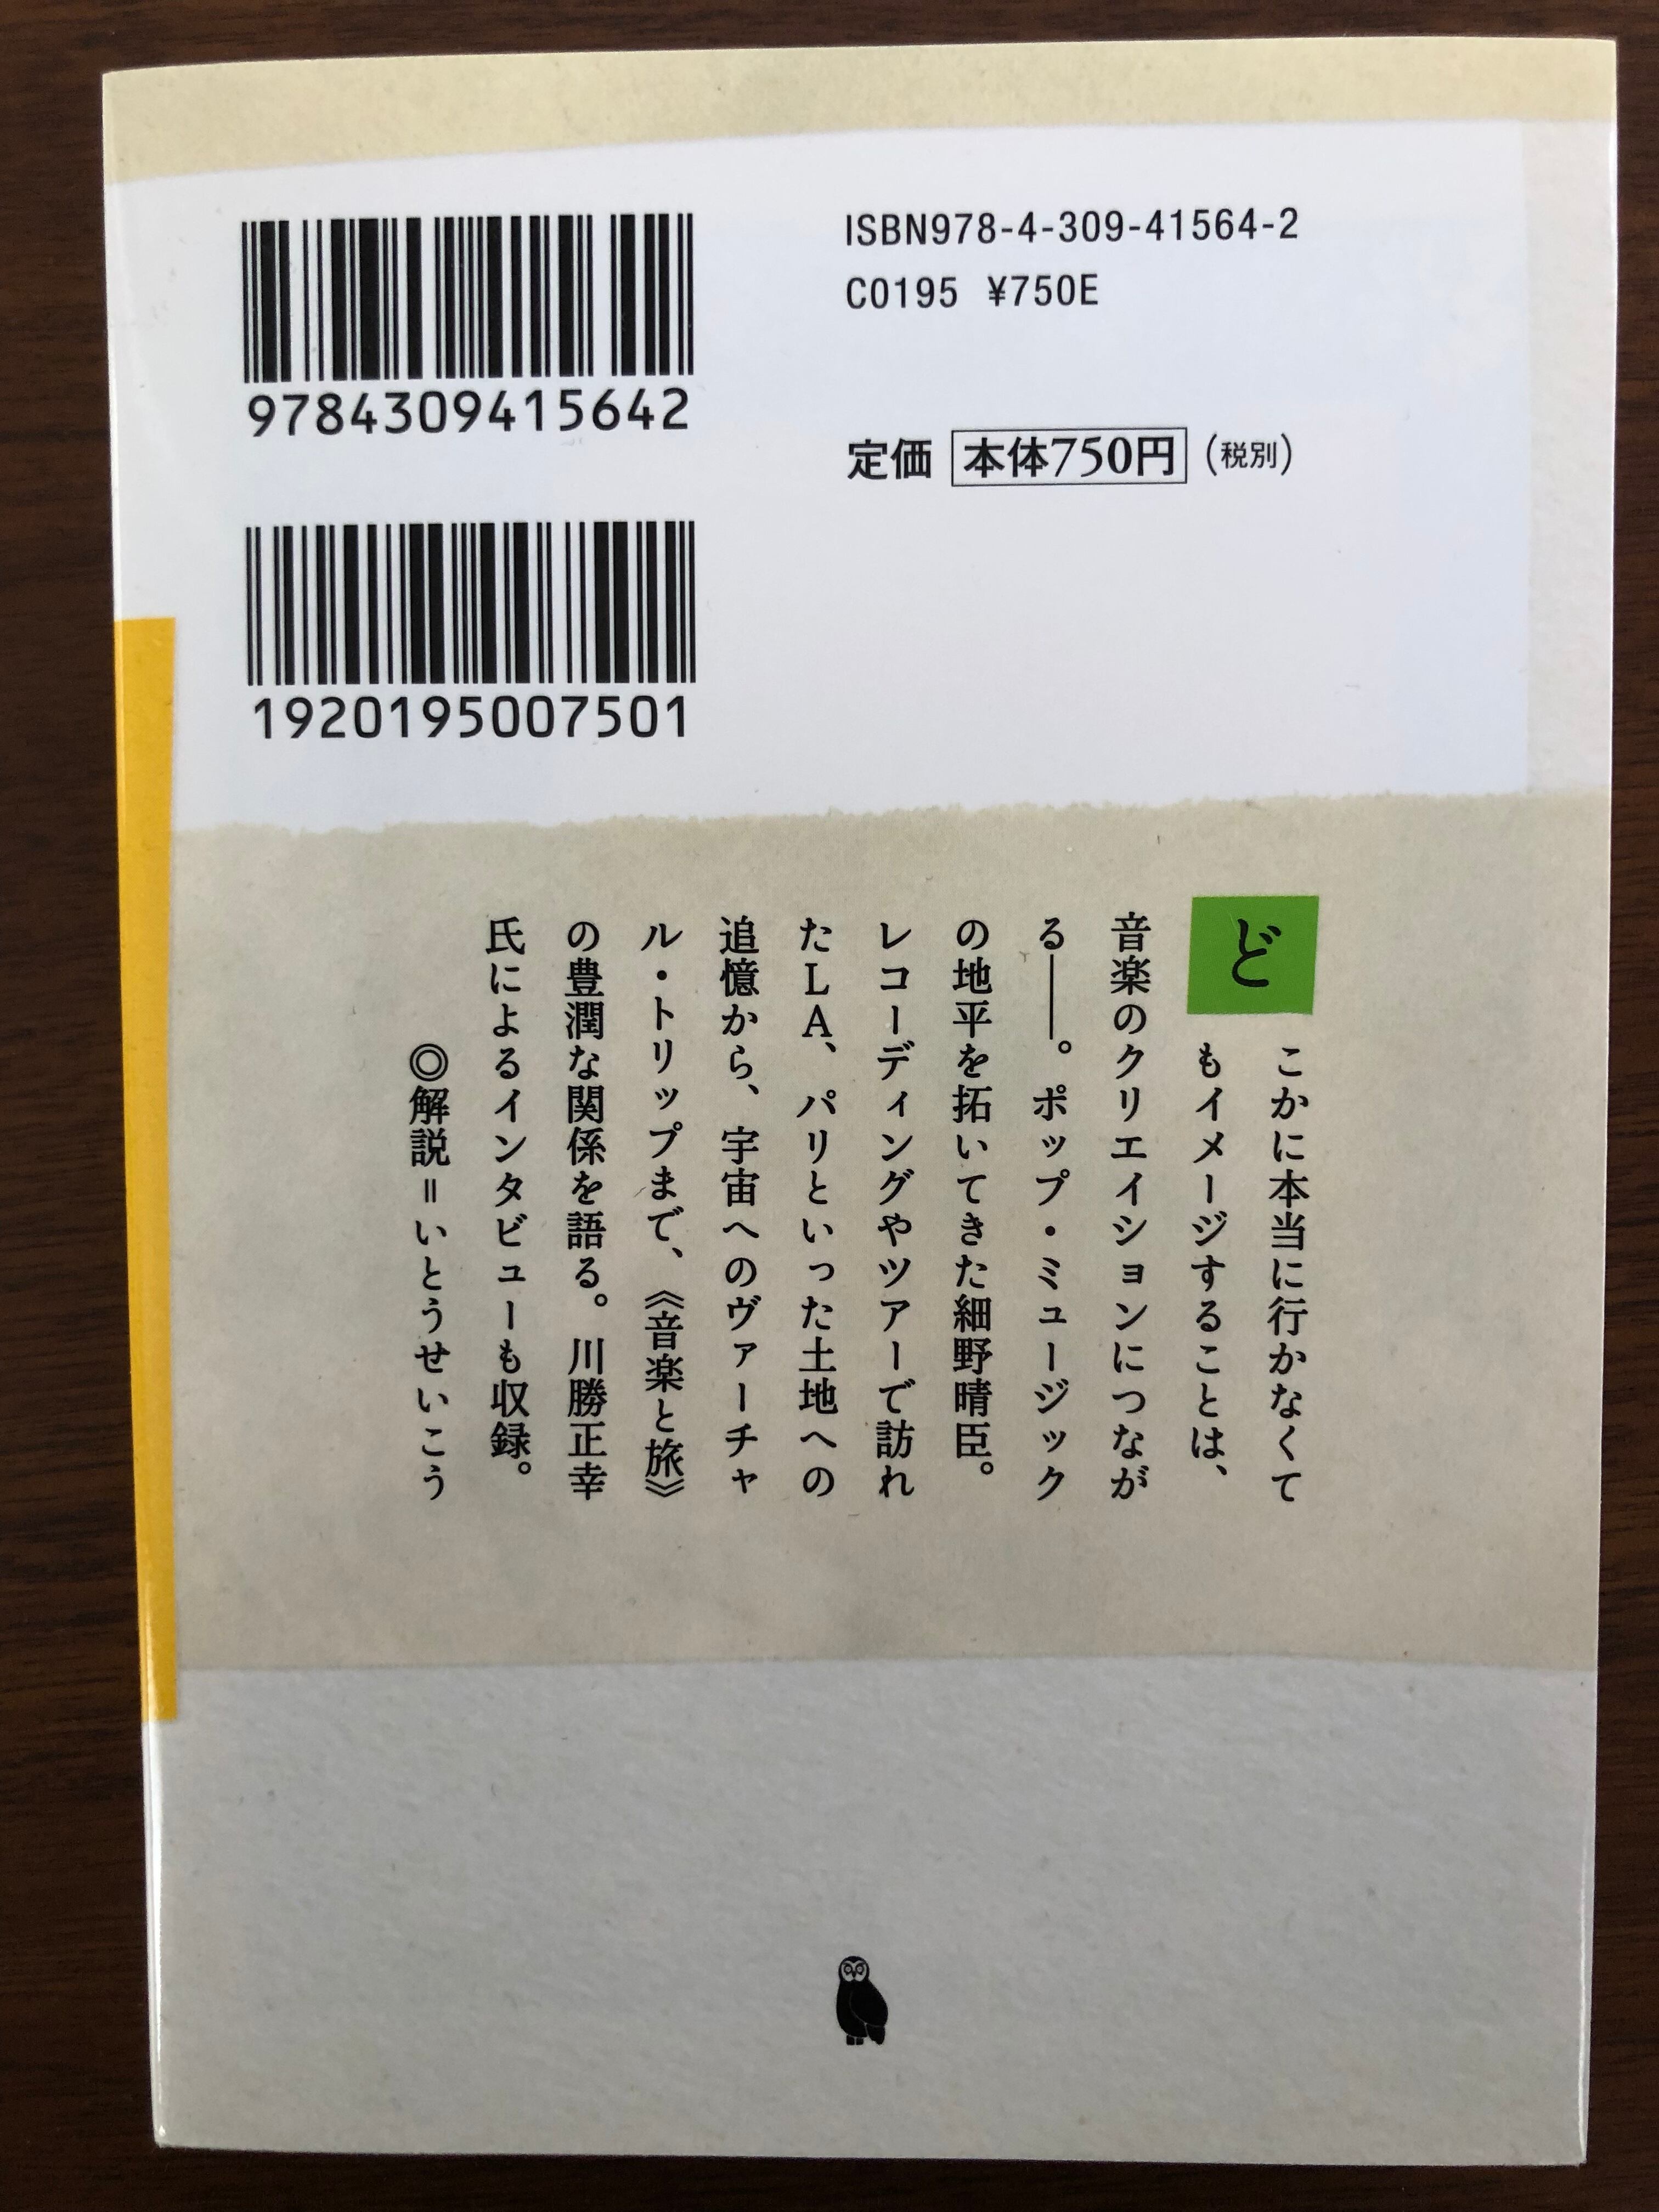 9784309415642
1920195007501
ISBN978-4-309-41564-2
C0195 ¥750E
定価 本体750円（税別）
どこかに本当に行かなくて
もイメージすることは、
音楽のクリエイションにつなが
る――。ポップ・ミュージック
の地平を拓いてきた細野晴臣。
レコーディングやツアーで訪れ
たLA、パリといった土地への
追憶から、宇宙へのヴァーチャ
ル・トリップまで、《音楽と旅》
の豊潤な関係を語る。川勝正幸
氏によるインタビューも収録。
◎解説＝いとうせいこう